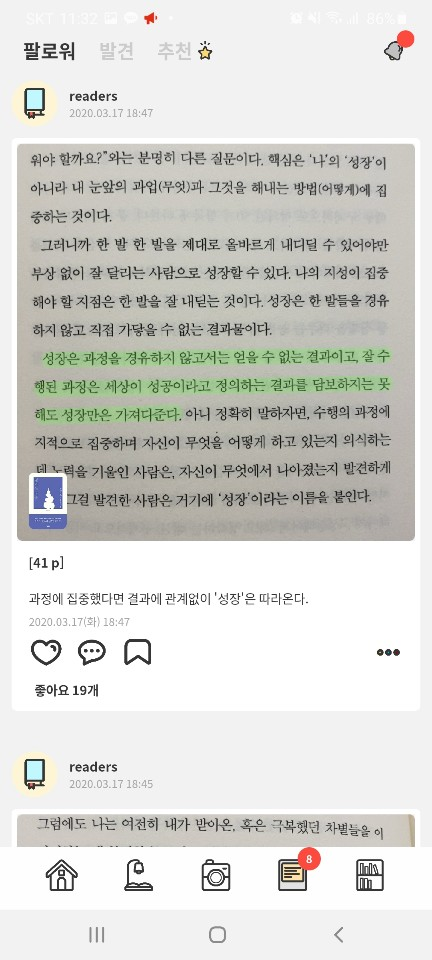 SKT 11:32
86%
팔로워 발견 추천
readers
2020.03.17 18:47
워야 할까요?”와는 분명히 다른 질문이다. 핵심은 ‘나’의 ‘성장’이
아니라 내 눈앞의 과업(무엇)과 그것을 해내는 방법(어떻게)에 집
중하는 것이다.
그러니까 한 발 한 발을 제대로 올바르게 내디딜 수 있어야만
부상 없이 잘 달리는 사람으로 성장할 수 있다. 나의 지성이 집중
해야 할 지점은 한 발을 잘 내딛는 것이다. 성장은 한 발들을 경유
하지 않고 직접 가닿을 수 없는 결과물이다.
성장은 과정을 경유하지 않고서는 얻을 수 없는 결과이고, 잘 수
행된 과정은 세상이 성공이라고 정의하는 결과를 담보하지는 못
해도 성장만은 가져다준다. 아니 정확히 말하자면, 수행의 과정에
지적으로 집중하며 자신이 무엇을 어떻게 하고 있는지 의식하는
데 노력을 기울인 사람은, 자신이 무엇에서 나아졌는지 발견하게
그걸 발견한 사람은 거기에 ‘성장’이라는 이름을 붙인다.
[41 p]
과정에 집중했다면 결과에 관계없이 '성장'은 따라온다.
2020.03.17(화) 18:47
좋아요 19개
readers
2020.03.17 18:45
그럼에도 나는 여전히 내가 받아온, 혹은 극복했던 차별들을 이
8